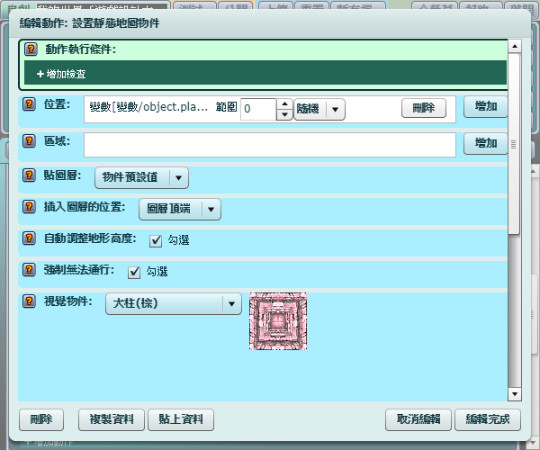 編輯動作: 設置靜態地圖物件
動作執行條件:
+增加檢查
位置: 變數[變數/object.pla... 範圍 0 隨機 刪除 增加
區域: 增加
貼圖層: 物件預設值
插入圖層的位置: 圖層頂端
自動調整地形高度: 勾選
強制無法通行: 勾選
視覺物件: 大柱(棕)
刪除 複製資料 貼上資料 取消編輯 編輯完成
+增加動作